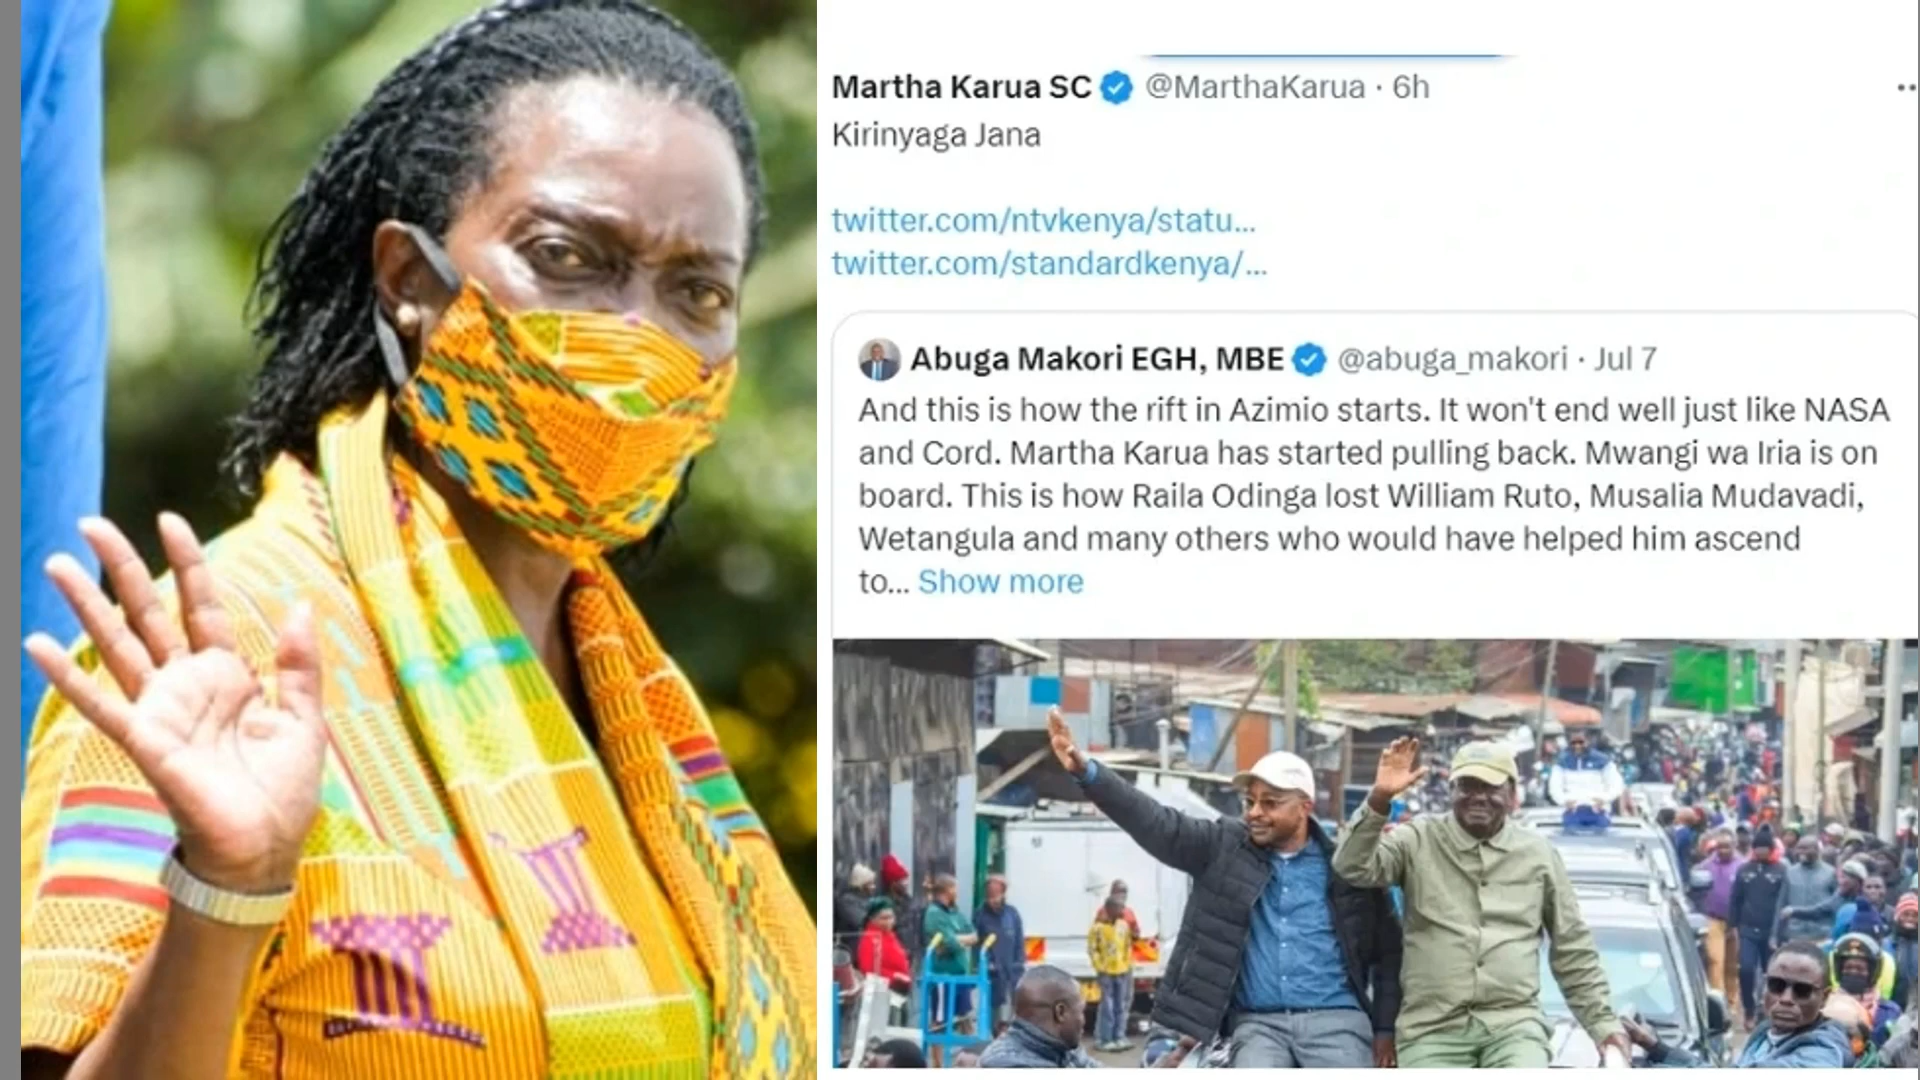 Martha Karua SC @MarthaKarua · 6h
Kirinyaga Jana
twitter.com/ntvkenya/statu...
twitter.com/standardkenya/...
Abuga Makori EGH, MBE @abuga_makori · Jul 7
And this is how the rift in Azimio starts. It won't end well just like NASA
and Cord. Martha Karua has started pulling back. Mwangi wa Iria is on
board. This is how Raila Odinga lost William Ruto, Musalia Mudavadi,
Wetangula and many others who would have helped him ascend
to... Show more